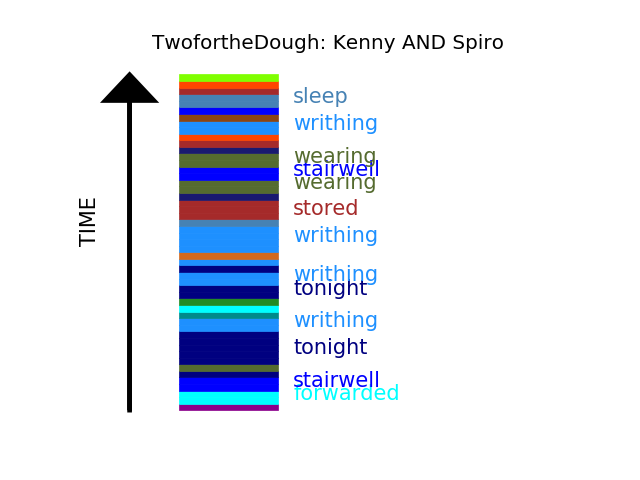 TwofortheDough: Kenny AND Spiro
TIME
sleep
writhing
wearing
stairwell
wearing
stored
writhing
writhing
tonight
writhing
tonight
stairwell
forwarded